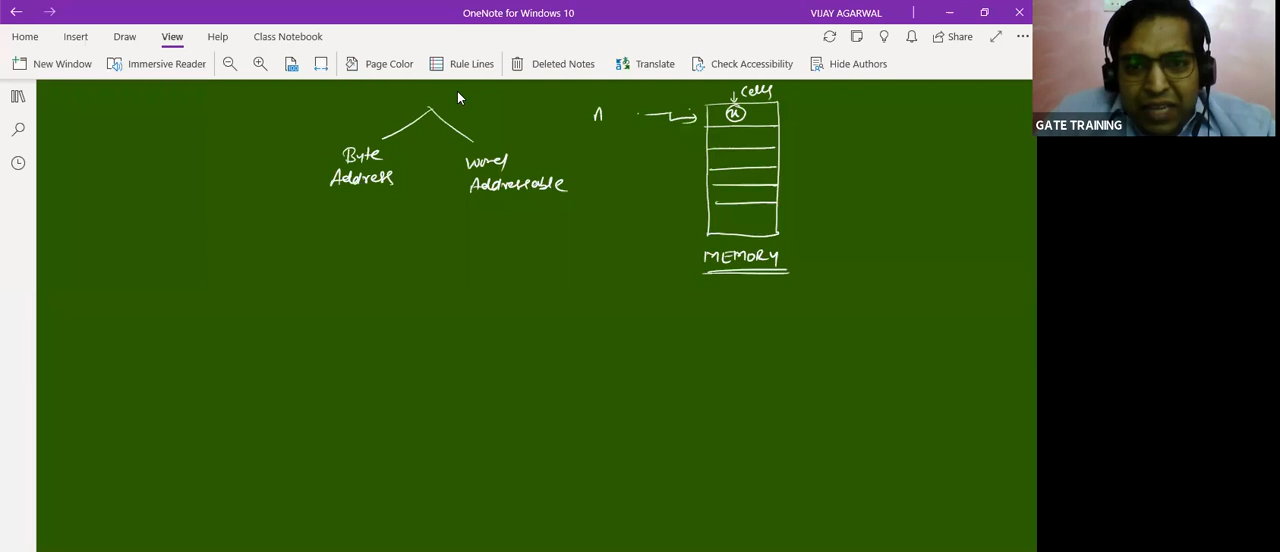 OneNote for Windows 10
VIJAY AGARWAL
Home Insert Draw View Help Class Notebook
Share
New Window Immersive Reader Page Color Rule Lines Deleted Notes Translate Check Accessibility Hide Authors
cells
n
Byte
Address
word
Addressable
MEMORY
GATE TRAINING